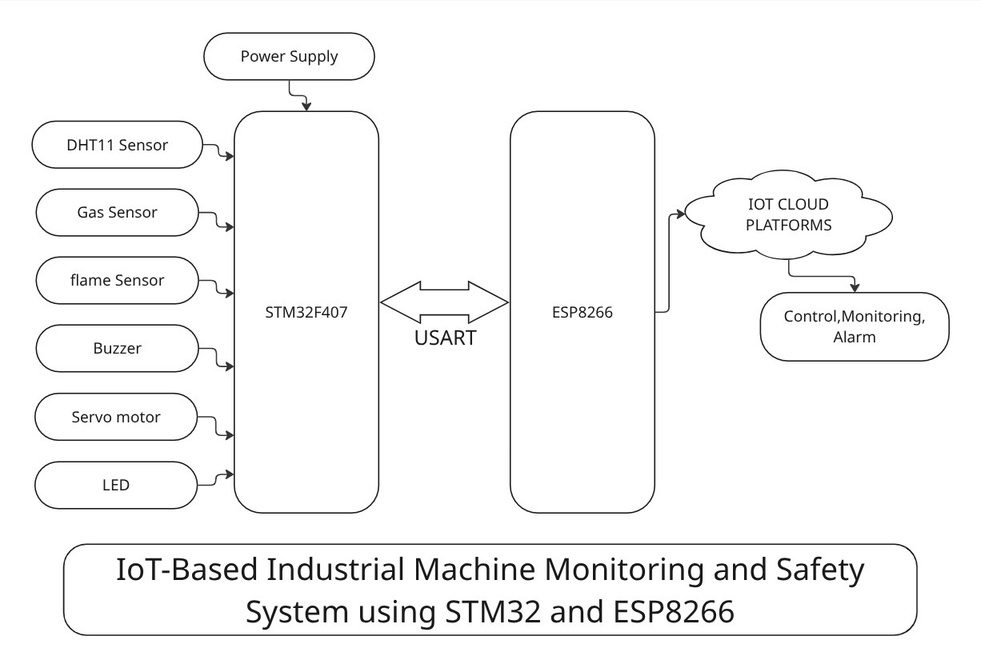 Power Supply
DHT11 Sensor
Gas Sensor
flame Sensor
Buzzer
Servo motor
LED
STM32F407
USART
ESP8266
IOT CLOUD
PLATFORMS
Control,Monitoring,
Alarm
IoT-Based Industrial Machine Monitoring and Safety
System using STM32 and ESP8266